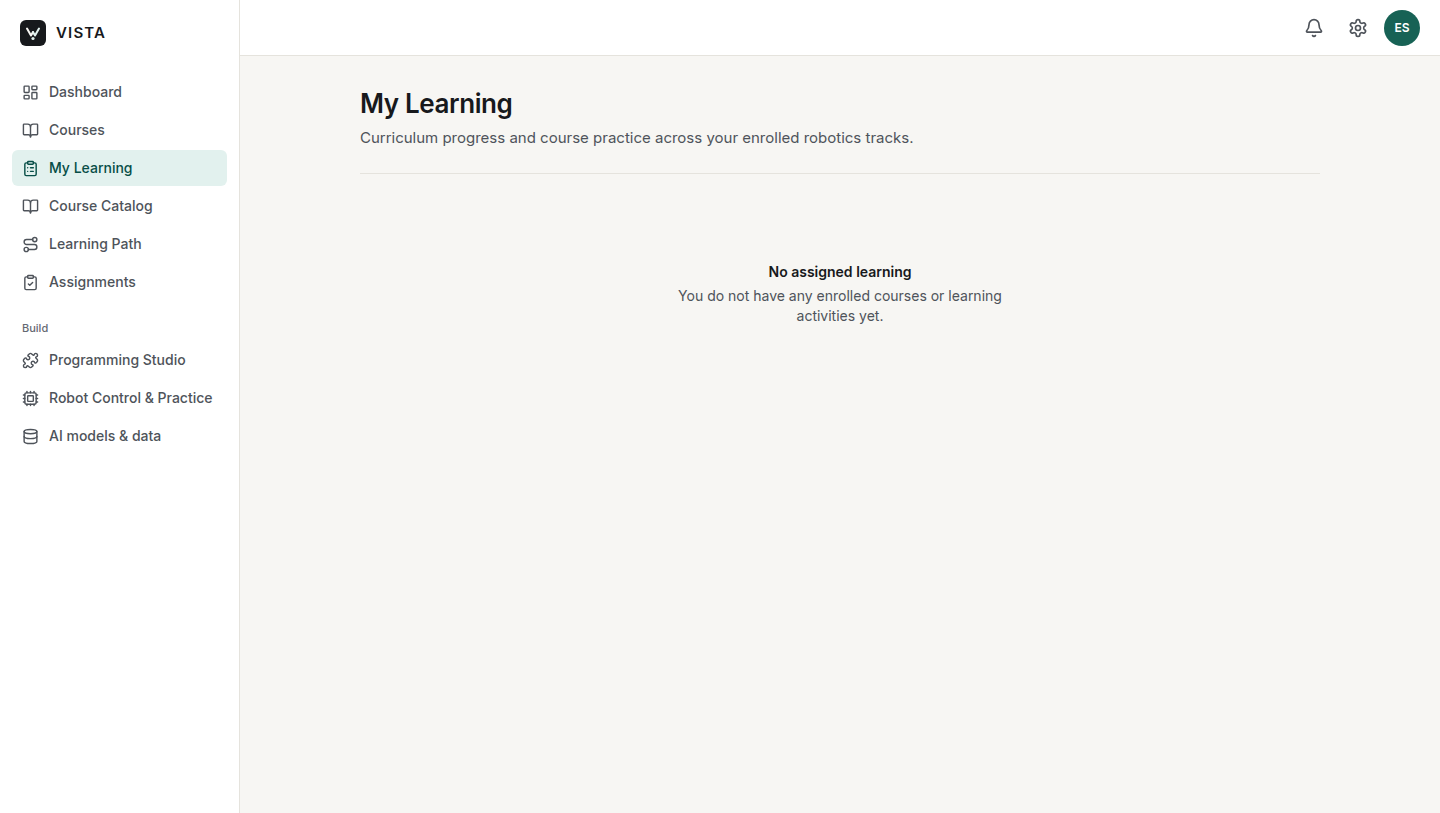 VISTA
Dashboard
Courses
My Learning
Course Catalog
Learning Path
Assignments
Build
Programming Studio
Robot Control & Practice
AI models & data
ES
My Learning
Curriculum progress and course practice across your enrolled robotics tracks.
No assigned learning
You do not have any enrolled courses or learning
activities yet.